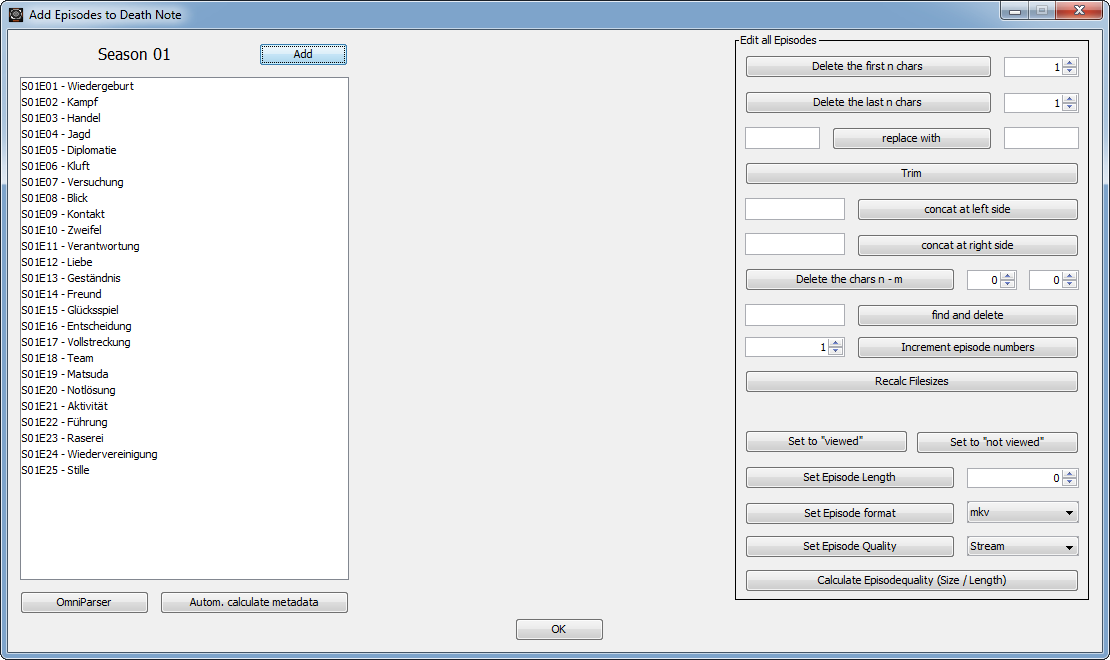 Add Episodes to Death Note
Season 01
Add
S01E01 - Wiedergeburt
S01E02 - Kampf
S01E03 - Handel
S01E04 - Jagd
S01E05 - Diplomatie
S01E06 - Kluft
S01E07 - Versuchung
S01E08 - Blick
S01E09 - Kontakt
S01E10 - Zweifel
S01E11 - Verantwortung
S01E12 - Liebe
S01E13 - Geständnis
S01E14 - Freund
S01E15 - Glücksspiel
S01E16 - Entscheidung
S01E17 - Vollstreckung
S01E18 - Team
S01E19 - Matsuda
S01E20 - Notlösung
S01E21 - Aktivität
S01E22 - Führung
S01E23 - Raserei
S01E24 - Wiedervereinigung
S01E25 - Stille
OmniParser
Autom. calculate metadata
Edit all Episodes
Delete the first n chars 1
Delete the last n chars 1
replace with
Trim
concat at left side
concat at right side
Delete the chars n - m 0 0
find and delete
1 Increment episode numbers
Recalc Filesizes
Set to "viewed" Set to "not viewed"
Set Episode Length 0
Set Episode format mkv
Set Episode Quality Stream
Calculate Episodequality (Size / Length)
OK